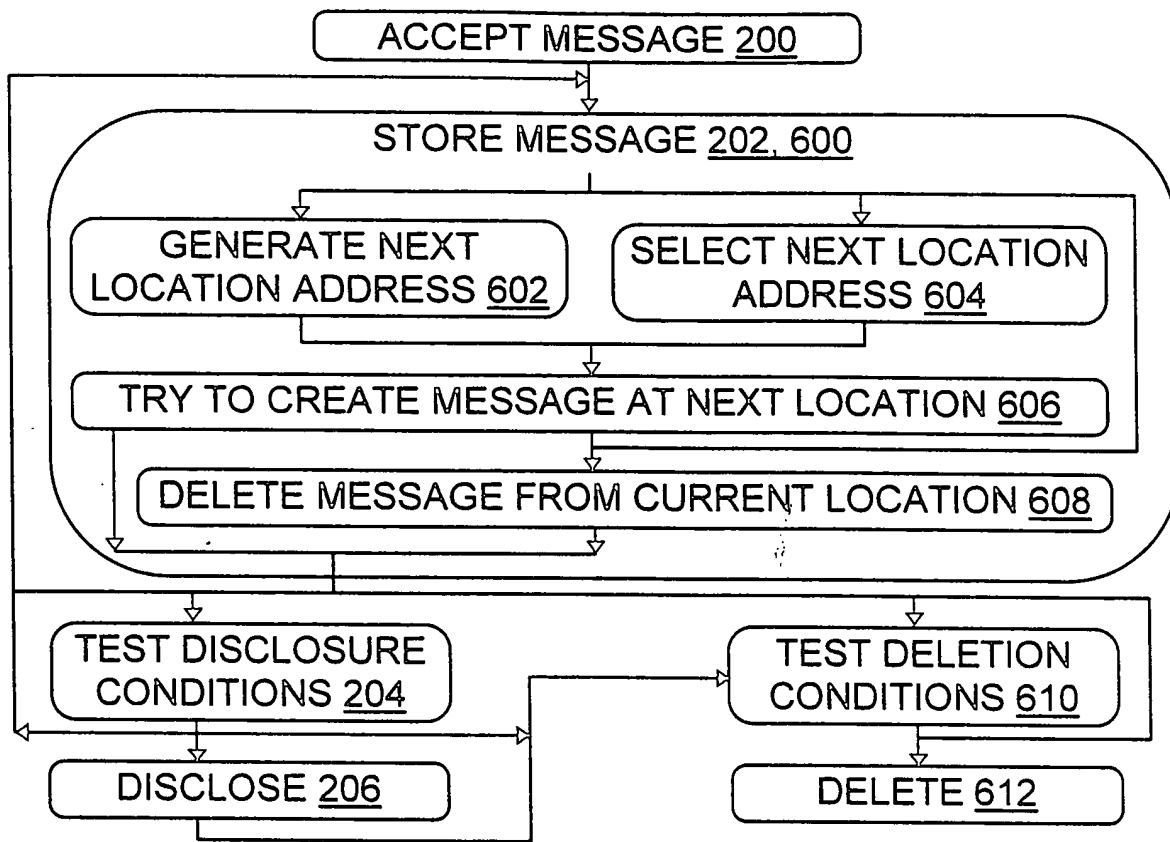 ACCEPT MESSAGE 200
STORE MESSAGE 202, 600
GENERATE NEXT
LOCATION ADDRESS 602
SELECT NEXT LOCATION
ADDRESS 604
TRY TO CREATE MESSAGE AT NEXT LOCATION 606
DELETE MESSAGE FROM CURRENT LOCATION 608
TEST DISCLOSURE
CONDITIONS 204
TEST DELETION
CONDITIONS 610
DISCLOSE 206
DELETE 612